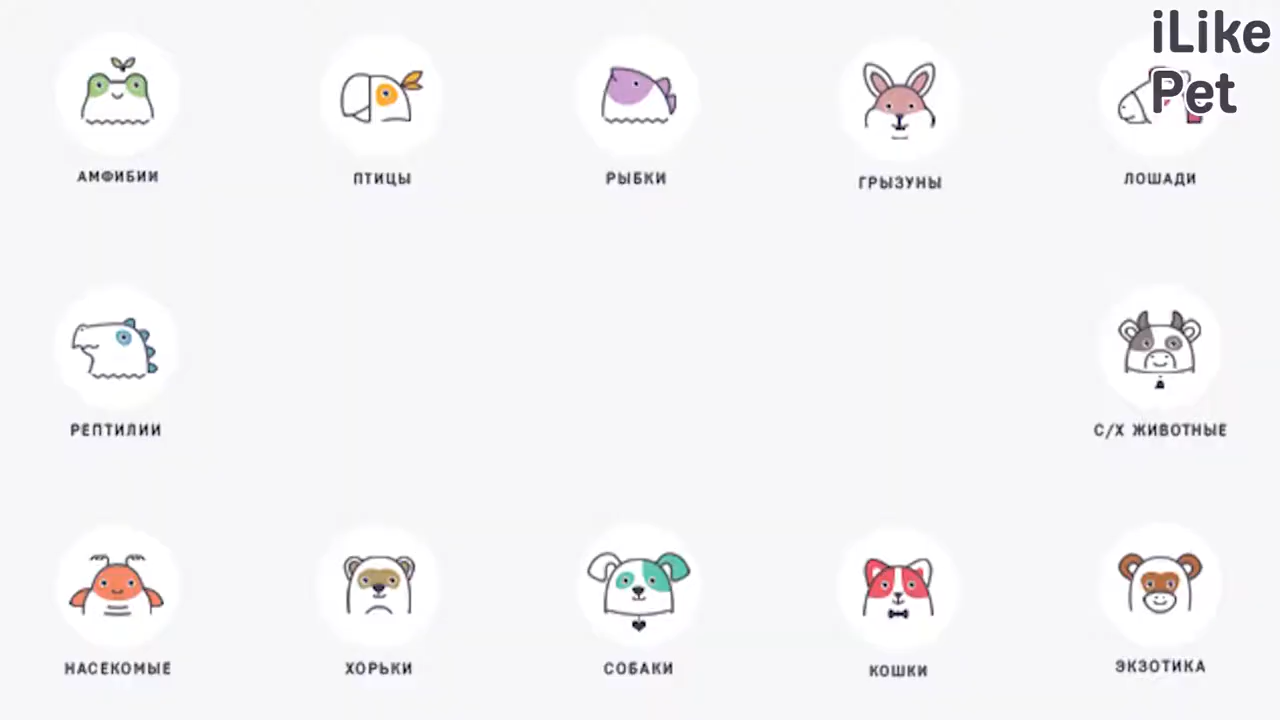 iLike
Pet
АМФИБИИ
ПТИЦЫ
РЫБКИ
ГРЫЗУНЫ
ЛОШАДИ
РЕПТИЛИИ
С/Х ЖИВОТНЫЕ
НАСЕКОМЫЕ
ХОРЬКИ
СОБАКИ
КОШКИ
ЭКЗОТИКА